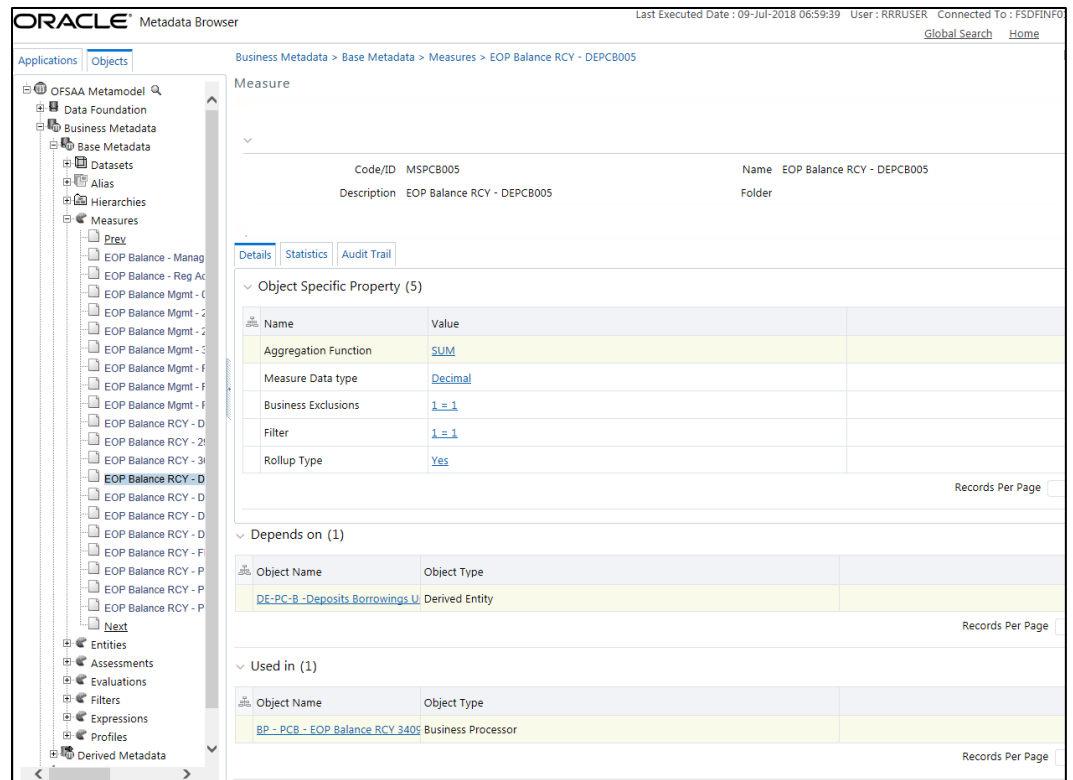 ORACLE® Metadata Browser
Last Executed Date : 09-Jul-2018 06:59:39 User : RRRUSER Connected To : FSDFINF0
Global Search Home
Applications Objects
OFSAA Metamodel
Data Foundation
Business Metadata
Base Metadata
Datasets
Alias
Hierarchies
Measures
Prev
EOP Balance - Manag
EOP Balance - Reg Ac
EOP Balance Mgmt -
EOP Balance Mgmt - 2
EOP Balance Mgmt - 2
EOP Balance Mgmt - 3
EOP Balance Mgmt - F
EOP Balance Mgmt - F
EOP Balance Mgmt - F
EOP Balance RCY - D
EOP Balance RCY - 29
EOP Balance RCY - 30
EOP Balance RCY - D
EOP Balance RCY - D
EOP Balance RCY - D
EOP Balance RCY - D
EOP Balance RCY - F
EOP Balance RCY - P
EOP Balance RCY - P
EOP Balance RCY - P
Next
Entities
Assessments
Evaluations
Filters
Expressions
Profiles
Derived Metadata
Business Metadata > Base Metadata > Measures > EOP Balance RCY - DEPCB005
Measure
Code/ID MSPCB005 Name EOP Balance RCY - DEPCB005
Description EOP Balance RCY - DEPCB005 Folder
Details Statistics Audit Trail
Object Specific Property (5)
Name Value
Aggregation Function SUM
Measure Data type Decimal
Business Exclusions 1 = 1
Filter 1 = 1
Rollup Type Yes
Records Per Page
Depends on (1)
Object Name Object Type
DE-PC-B -Deposits Borrowings U Derived Entity
Records Per Page
Used in (1)
Object Name Object Type
BP - PCB - EOP Balance RCY 3409 Business Processor
Records Per Page